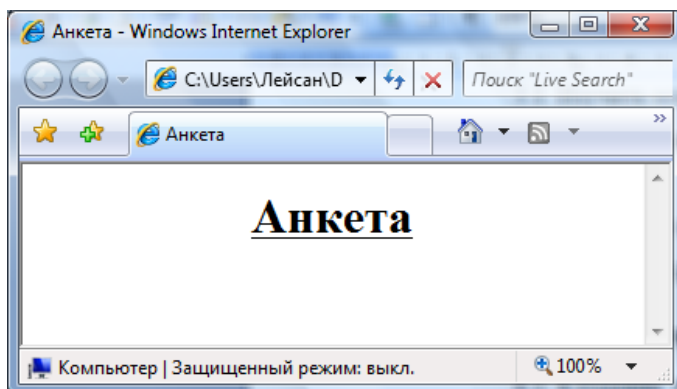 Анкета - Windows Internet Explorer
C:\Users\Лейсан\D
Поиск "Live Search"
Анкета
Анкета
Компьютер | Защищенный режим: выкл.
100%